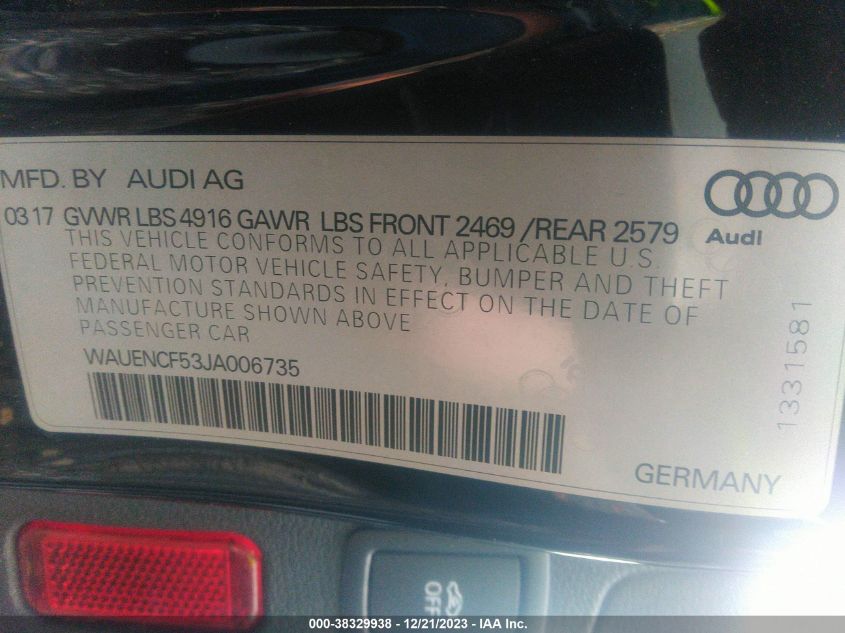 MFD. BY AUDI AG
Audi
03 17 GVWR LBS 4916 GAWR LBS FRONT 2469 /REAR 2579
THIS VEHICLE CONFORMS TO ALL APPLICABLE U.S.
FEDERAL MOTOR VEHICLE SAFETY, BUMPER AND THEFT
PREVENTION STANDARDS IN EFFECT ON THE DATE OF
MANUFACTURE SHOWN ABOVE
PASSENGER CAR
WAUENCF53JA006735
1331581
GERMANY
OFF
000-38329938 - 12/21/2023 - IAA Inc.